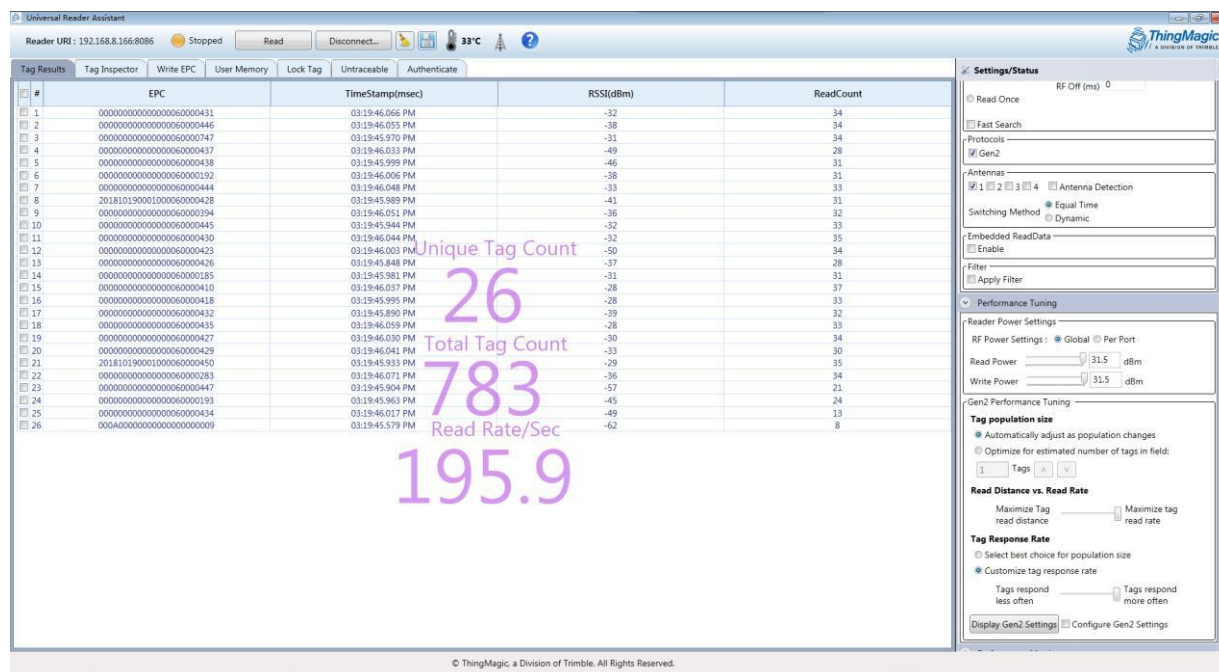 Universal Reader Assistant
Reader URI : 192.168.8.166:8086 Stopped Read Disconnect... 33°C ?
ThingMagic
A DIVISION OF TRIMBLE
Tag Results Tag Inspector Write EPC User Memory Lock Tag Untraceable Authenticate
# EPC TimeStamp(msec) RSSI(dBm) ReadCount
1 000000000000000060000431 03:19:46.066 PM -32 34
2 000000000000000060000446 03:19:46.055 PM -38 34
3 000000000000000060000747 03:19:45.970 PM -31 34
4 000000000000000060000437 03:19:46.033 PM -49 28
5 000000000000000060000438 03:19:45.999 PM -46 31
6 000000000000000060000192 03:19:46.006 PM -38 31
7 000000000000000060000444 03:19:46.048 PM -33 33
8 201810190001000060000428 03:19:45.989 PM -41 31
9 000000000000000060000394 03:19:46.051 PM -36 32
10 000000000000000060000445 03:19:45.944 PM -32 33
11 000000000000000060000430 03:19:46.044 PM -32 35
12 000000000000000060000423 03:19:46.003 PM -50 34
13 000000000000000060000426 03:19:45.848 PM -37 28
14 000000000000000060000185 03:19:45.981 PM -31 31
15 000000000000000060000410 03:19:46.037 PM -28 37
16 000000000000000060000418 03:19:45.995 PM -28 33
17 000000000000000060000432 03:19:45.890 PM -39 32
18 000000000000000060000435 03:19:46.059 PM -28 33
19 000000000000000060000427 03:19:46.030 PM -30 34
20 000000000000000060000429 03:19:46.041 PM -33 30
21 201810190001000060000450 03:19:45.933 PM -29 35
22 000000000000000060000283 03:19:46.071 PM -36 34
23 000000000000000060000447 03:19:45.904 PM -57 21
24 000000000000000060000193 03:19:45.963 PM -45 24
25 000000000000000060000434 03:19:46.017 PM -49 13
26 000A00000000000000000009 03:19:45.579 PM -62 8
Unique Tag Count
26
Total Tag Count
783
Read Rate/Sec
195.9
Settings/Status
RF Off (ms) 0
Read Once
Fast Search
Protocols
Gen2
Antennas
1 2 3 4 Antenna Detection
Switching Method Equal Time
Dynamic
Embedded ReadData
Enable
Filter
Apply Filter
Performance Tuning
Reader Power Settings
RF Power Settings : Global Per Port
Read Power 31.5 dBm
Write Power 31.5 dBm
Gen2 Performance Tuning
Tag population size
Automatically adjust as population changes
Optimize for estimated number of tags in field:
1 Tags
Read Distance vs. Read Rate
Maximize Tag read distance Maximize tag read rate
Tag Response Rate
Select best choice for population size
Customize tag response rate
Tags respond less often Tags respond more often
Display Gen2 Settings Configure Gen2 Settings
© ThingMagic, a Division of Trimble. All Rights Reserved.